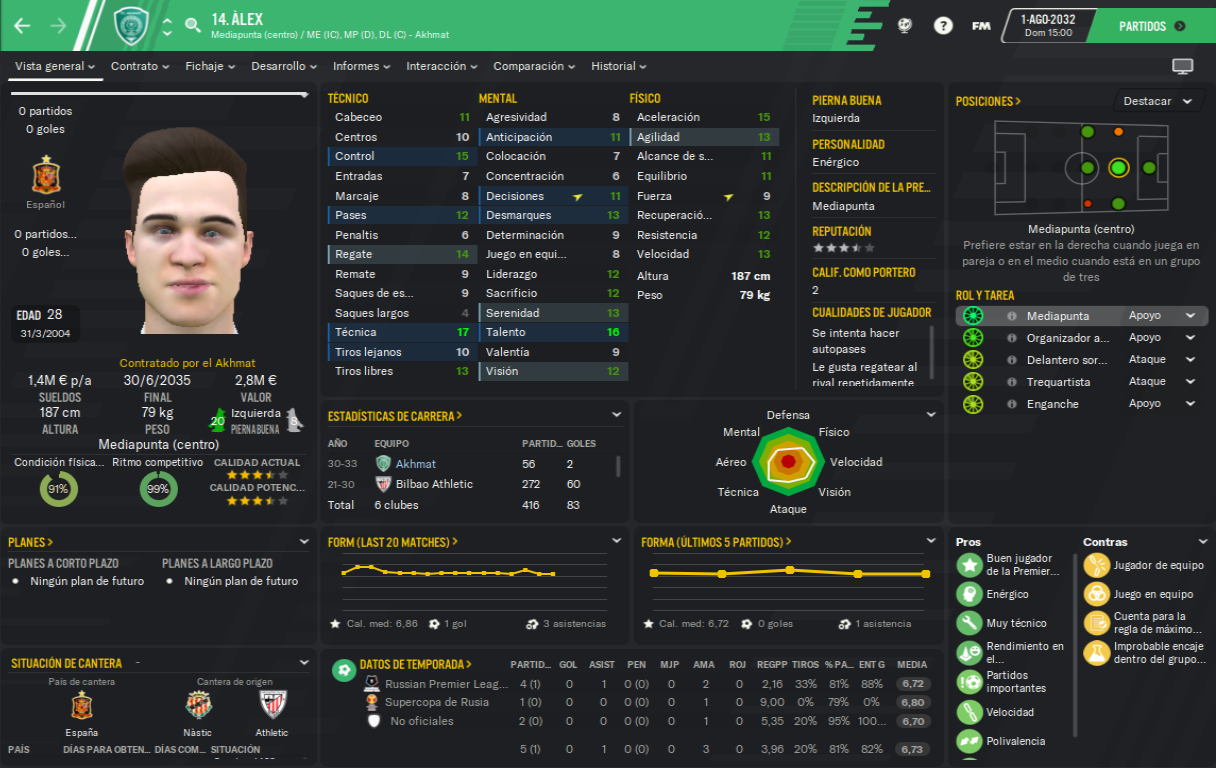 14. ÀLEX
Mediapunta (centro) / ME (IC), MP (D), DL (C) - Akhmat
FM
1-AGO-2032
Dom 15:00
PARTIDOS
Vista general
Contrato
Fichaje
Desarrollo
Informes
Interacción
Comparación
Historial
0 partidos
0 goles
Español
0 partidos...
0 goles...
EDAD 28
31/3/2004
Contratado por el Akhmat
1,4M € p/a
SUELDOS
30/6/2035
FINAL
2,8M €
VALOR
187 cm
ALTURA
79 kg
PESO
20
Izquierda
PIERNA BUENA
8
Mediapunta (centro)
Condición física...
91%
Ritmo competitivo
99%
CALIDAD ACTUAL
CALIDAD POTENC...
TÉCNICO
Cabeceo 11
Centros 10
Control 15
Entradas 7
Marcaje 8
Pases 12
Penaltis 6
Regate 14
Remate 9
Saques de es... 9
Saques largos 4
Técnica 17
Tiros lejanos 10
Tiros libres 13
MENTAL
Agresividad 8
Anticipación 11
Colocación 7
Concentración 6
Decisiones 11
Desmarques 13
Determinación 9
Juego en equi... 8
Liderazgo 12
Sacrificio 12
Serenidad 13
Talento 16
Valentía 9
Visión 12
FÍSICO
Aceleración 15
Agilidad 13
Alcance de s... 11
Equilibrio 11
Fuerza 9
Recuperació... 13
Resistencia 12
Velocidad 13
Altura 187 cm
Peso 79 kg
PIERNA BUENA
Izquierda
PERSONALIDAD
Enérgico
DESCRIPCIÓN DE LA PRE...
Mediapunta
REPUTACIÓN
CALIF. COMO PORTERO
2
CUALIDADES DE JUGADOR
Se intenta hacer
autopases
Le gusta regatear al
rival repetidamente
POSICIONES >
Destacar
Mediapunta (centro)
Prefiere estar en la derecha cuando juega en
pareja o en el medio cuando está en un grupo
de tres
ROL Y TAREA
Mediapunta Apoyo
Organizador a... Apoyo
Delantero sor... Ataque
Trequartista Ataque
Enganche Apoyo
ESTADÍSTICAS DE CARRERA >
AÑO EQUIPO PARTID... GOLES
30-33 Akhmat 56 2
21-30 Bilbao Athletic 272 60
Total 6 clubes 416 83
Defensa
Mental
Físico
Aéreo
Velocidad
Técnica
Visión
Ataque
PLANES >
PLANES A CORTO PLAZO
Ningún plan de futuro
PLANES A LARGO PLAZO
Ningún plan de futuro
FORM (LAST 20 MATCHES) >
Cal. med: 6,86 1 gol 3 asistencias
FORMA (ÚLTIMOS 5 PARTIDOS) >
Cal. med: 6,72 0 goles 1 asistencia
Pros
Buen jugador
de la Premier...
Enérgico
Muy técnico
Rendimiento en
el...
Partidos
importantes
Velocidad
Polivalencia
Contras
Jugador de equipo
Juego en equipo
Cuenta para la
regla de máximo...
Improbable encaje
dentro del grupo...
SITUACIÓN DE CANTERA -
País de cantera
España
Cantera de origen
Nàstic
Athletic
PAÍS DÍAS PARA OBTEN... DÍAS COM... SITUACIÓN
DATOS DE TEMPORADA > PARTID... GOL ASIST PEN MJP AMA ROJ REGPP TIROS % PA... ENT G MEDIA
Russian Premier Leag... 4 (1) 0 1 0 (0) 0 2 0 2,16 33% 81% 88% 6,72
Supercopa de Rusia 1 (0) 0 0 0 (0) 0 1 0 9,00 0% 79% 0% 6,80
No oficiales 2 (0) 0 0 0 (0) 0 1 0 5,35 20% 95% 100... 6,70
5 (1) 0 1 0 (0) 0 3 0 3,96 20% 81% 82% 6,73